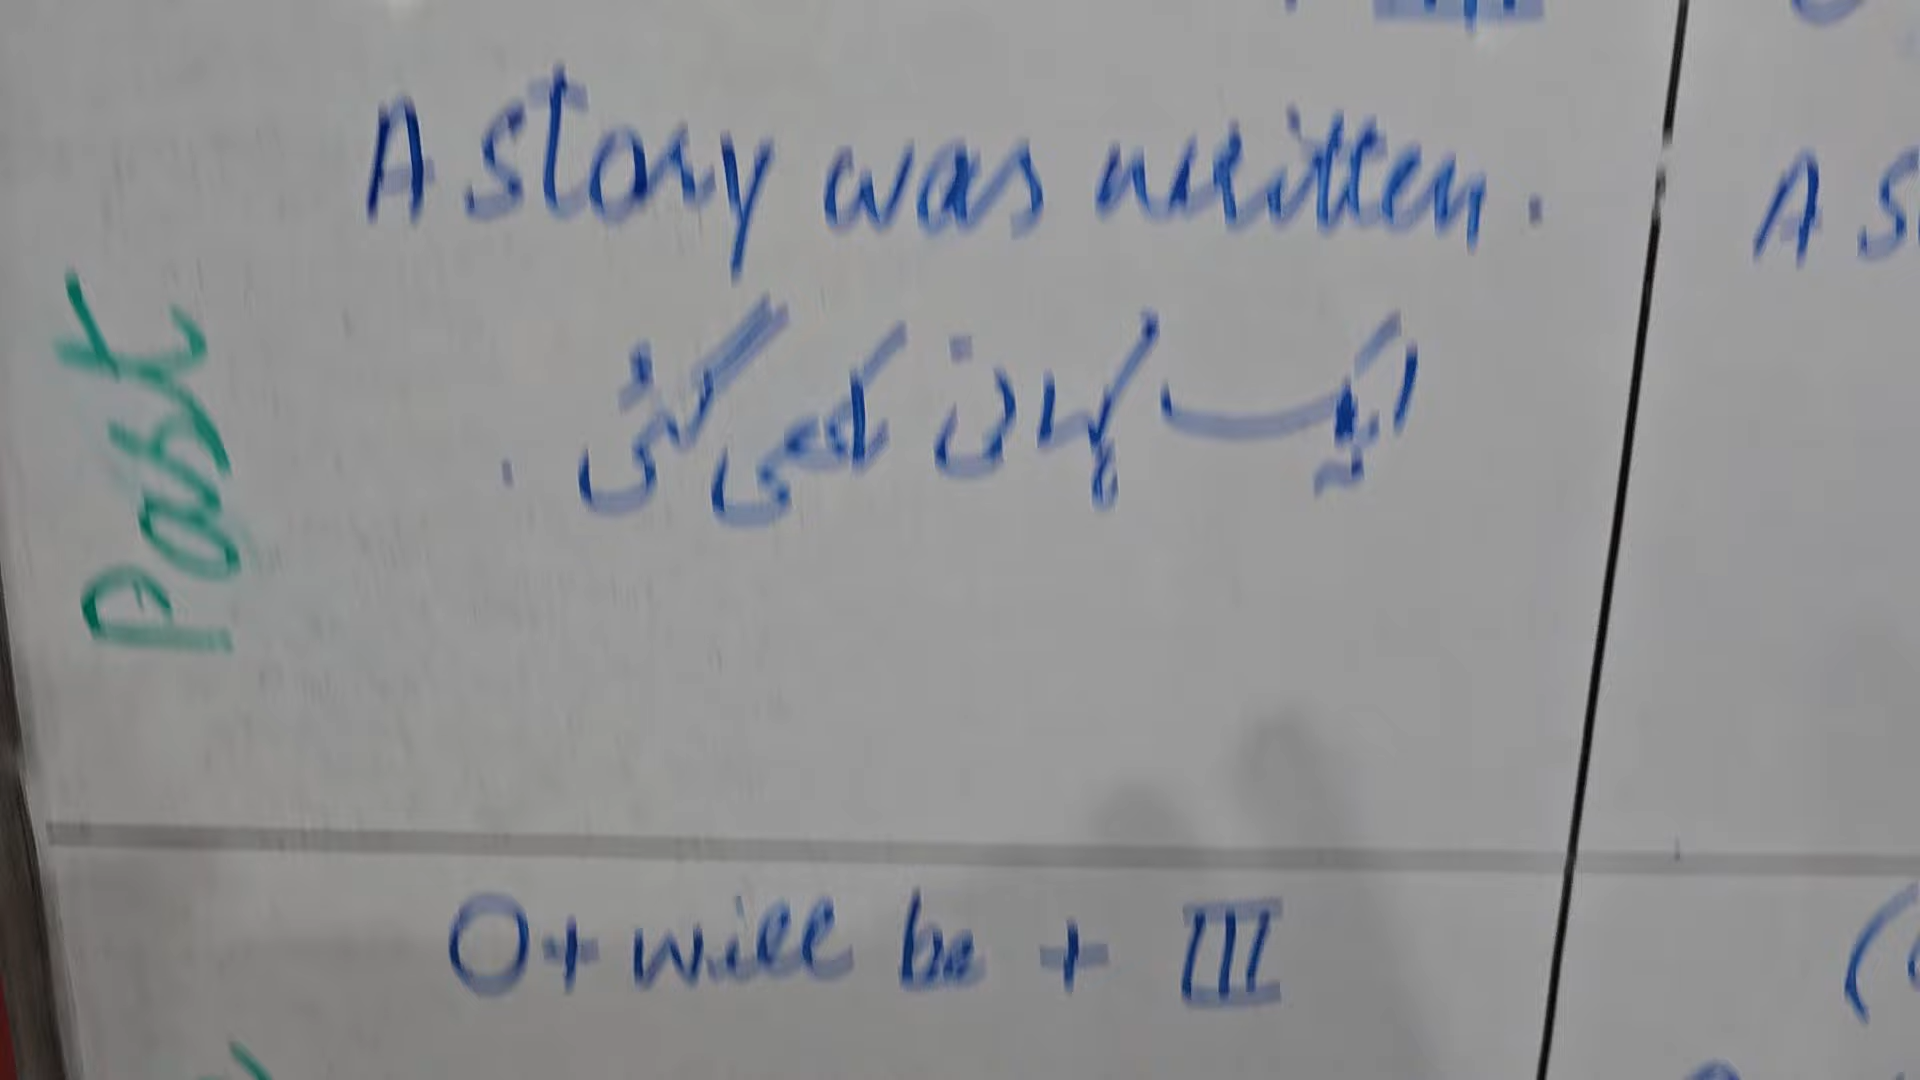 A story was written.
Past
ایک کہانی لکھی گئی .
A S
O + will be + III